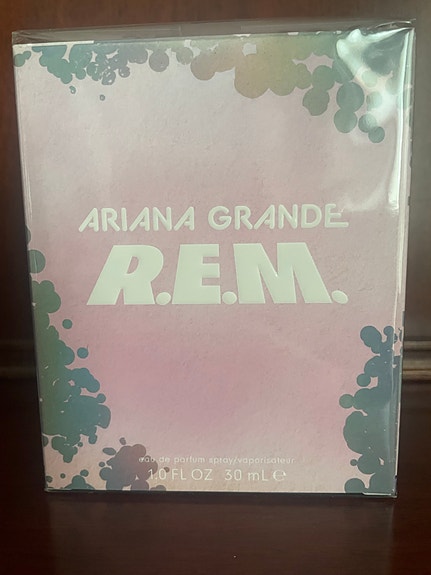 ARIANA GRANDE
R.E.M.
eau de parfum spray/vaporisateur
1.0 FL OZ 30 mL ℮